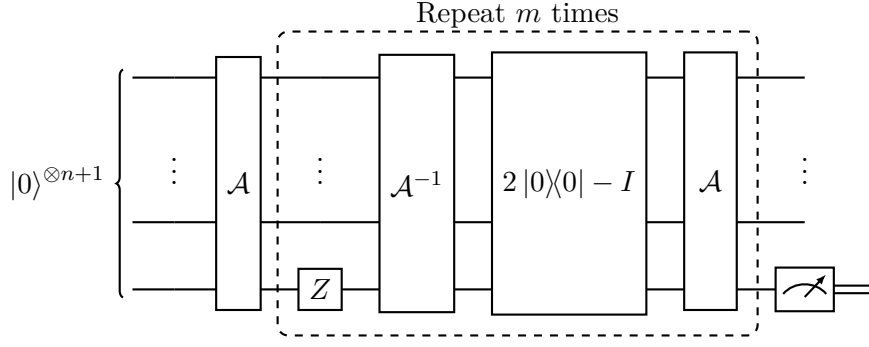 Repeat m times
|0⟩^{⊗n+1}
⋮
𝒜
⋮
Z
𝒜^{-1}
2 |0⟩⟨0| − I
𝒜
⋮